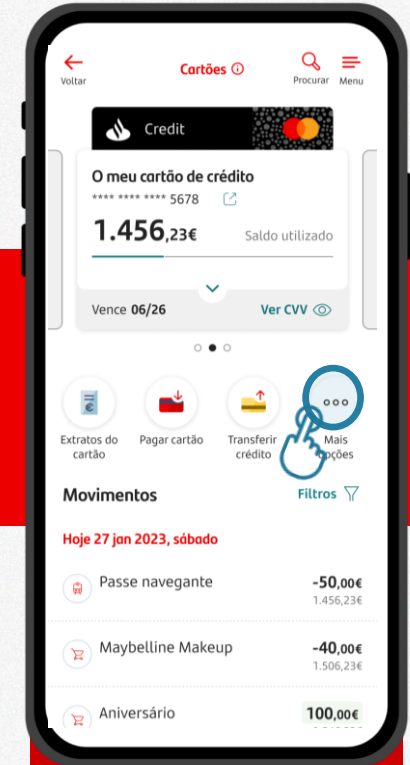 Voltar
Cartões
Procurar
Menu
Credit
O meu cartão de crédito
**** **** **** 5678
1.456,23€
Saldo utilizado
Vence 06/26
Ver CVV
Extratos do
cartão
Pagar cartão
Transferir
crédito
Mais
opções
Movimentos
Filtros
Hoje 27 jan 2023, sábado
Passe navegante
-50,00€
1.456,23€
Maybelline Makeup
-40,00€
1.506,23€
Aniversário
100,00€